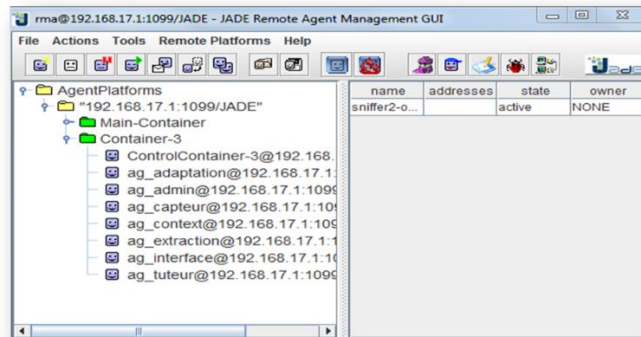 rma@192.168.17.1:1099/JADE - JADE Remote Agent Management GUI
File Actions Tools Remote Platforms Help
Jade
AgentPlatforms
"192.168.17.1:1099/JADE"
Main-Container
Container-3
ControlContainer-3@192.168.
ag_adaptation@192.168.17.1:
ag_admin@192.168.17.1:1099
ag_capteur@192.168.17.1:109
ag_context@192.168.17.1:109
ag_extraction@192.168.17.1:1
ag_interface@192.168.17.1:10
ag_tuteur@192.168.17.1:1099
name addresses state owner
sniffer2-o... active NONE